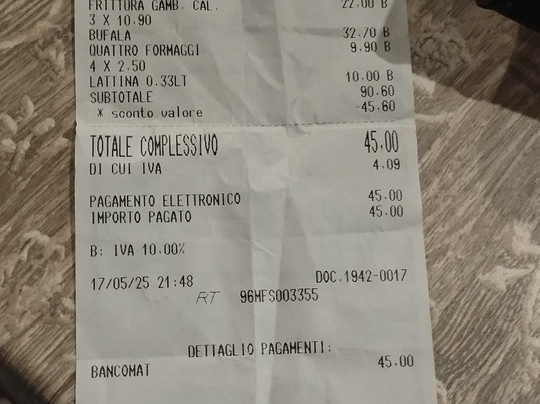 FRITTURA GAMB. CAL. 22.00 B
3 X 10.90
BUFALA 32.70 B
QUATTRO FORMAGGI 9.90 B
4 X 2.50
LATTINA 0.33LT 10.00 B
SUBTOTALE 90.60
* sconto valore -45.60
TOTALE COMPLESSIVO 45.00
DI CUI IVA 4.09
PAGAMENTO ELETTRONICO 45.00
IMPORTO PAGATO 45.00
B: IVA 10.00%
17/05/25 21:48 DOC.1942-0017
RT 96MFS003355
DETTAGLIO PAGAMENTI:
BANCOMAT 45.00